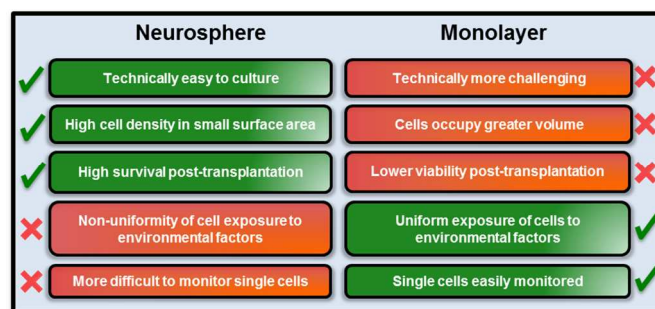 Neurosphere
Monolayer
Technically easy to culture
Technically more challenging
High cell density in small surface area
Cells occupy greater volume
High survival post-transplantation
Lower viability post-transplantation
Non-uniformity of cell exposure to
environmental factors
Uniform exposure of cells to
environmental factors
More difficult to monitor single cells
Single cells easily monitored